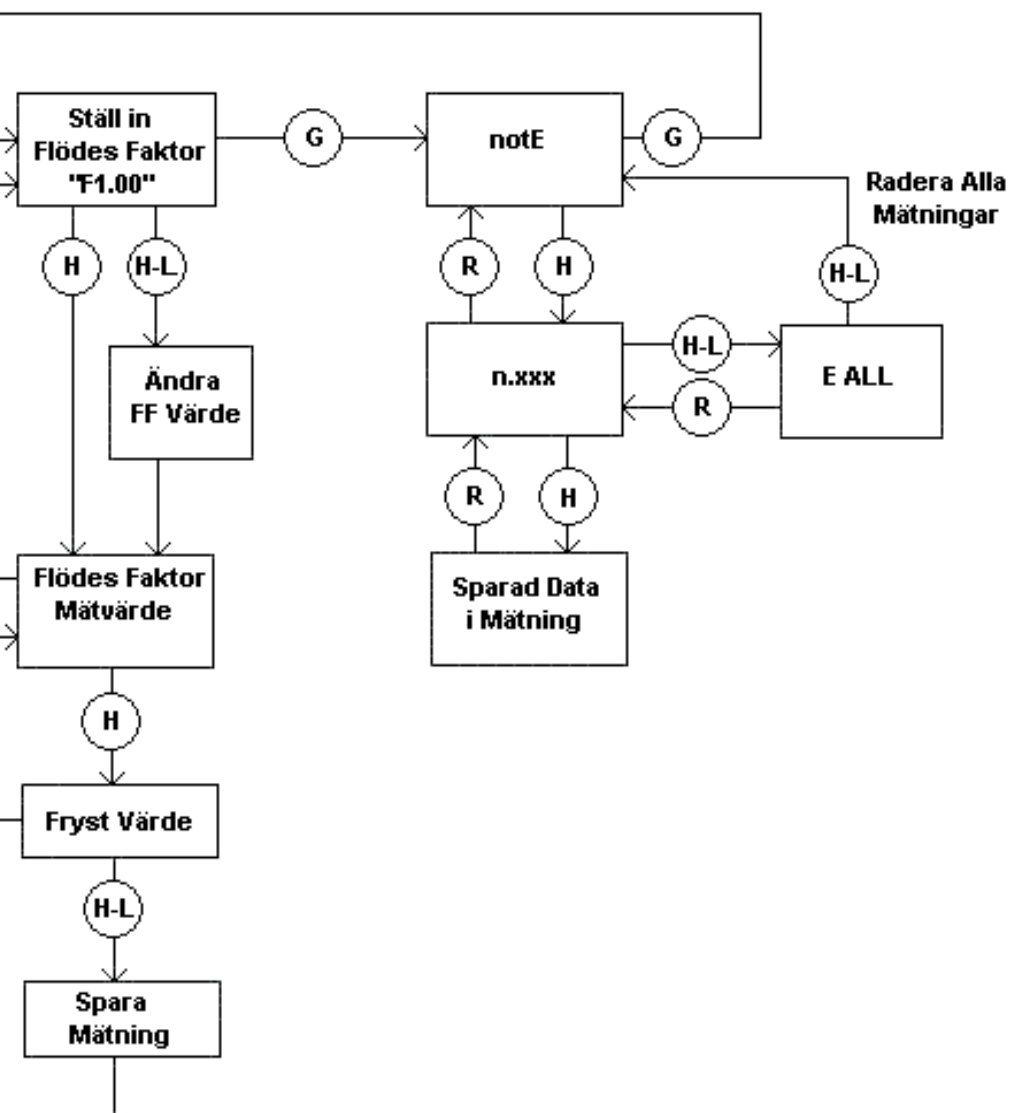 Ställ in
Flödes Faktor
"F1.00"
G
notE
G
Radera Alla
Mätningar
H
H-L
R
H
H-L
Ändra
FF Värde
n.xxx
H-L
R
E ALL
R
H
Flödes Faktor
Mätvärde
Sparad Data
i Mätning
H
Fryst Värde
H-L
Spara
Mätning